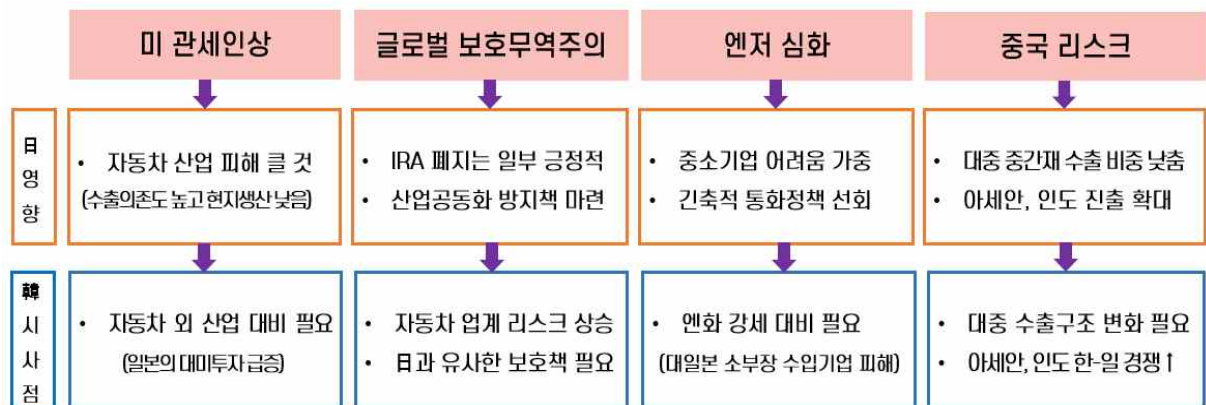 미 관세인상
글로벌 보호무역주의
엔저 심화
중국 리스크
日
영
향
• 자동차 산업 피해 클 것
(수출의존도 높고 현지생산 낮음)
• IRA 폐지는 일부 긍정적
• 산업공동화 방지책 마련
• 중소기업 어려움 가중
• 긴축적 통화정책 선회
• 대중 중간재 수출 비중 낮춤
• 아세안, 인도 진출 확대
韓
시
사
점
• 자동차 외 산업 대비 필요
(일본의 대미투자 급증)
• 자동차 업계 리스크 상승
• 日과 유사한 보호책 필요
• 엔화 강세 대비 필요
(대일본 소부장 수입기업 피해)
• 대중 수출구조 변화 필요
• 아세안, 인도 한-일 경쟁↑